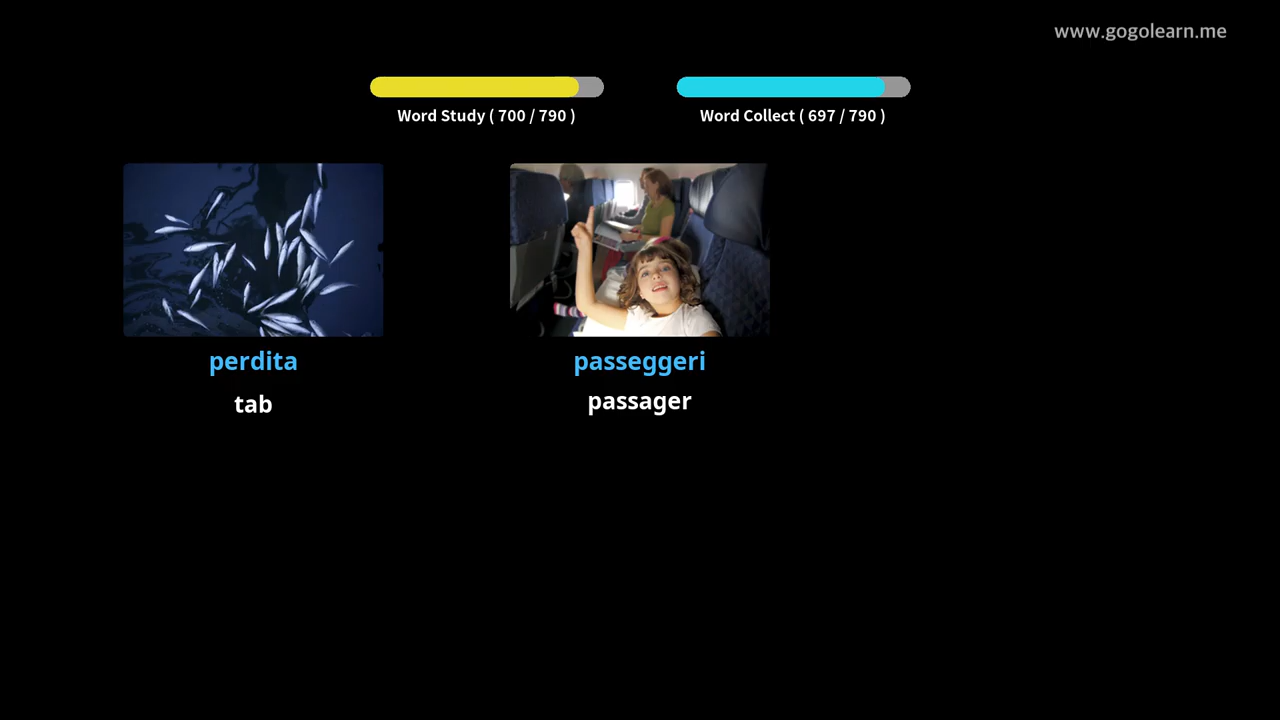 www.gogolearn.me
Word Study ( 700 / 790 )
Word Collect ( 697 / 790 )
perdita
passeggeri
tab
passager